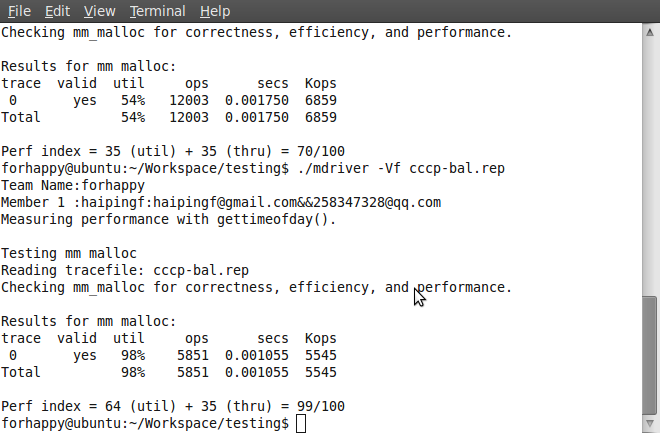 File Edit View Terminal Help
Checking mm_malloc for correctness, efficiency, and performance.
Results for mm malloc:
trace valid util ops secs Kops
0 yes 54% 12003 0.001750 6859
Total 54% 12003 0.001750 6859
Perf index = 35 (util) + 35 (thru) = 70/100
forhappy@ubuntu:~/Workspace/testing$ ./mdriver -Vf cccp-bal.rep
Team Name:forhappy
Member 1 :haipingf:haipingf@gmail.com&&258347328@qq.com
Measuring performance with gettimeofday().
Testing mm malloc
Reading tracefile: cccp-bal.rep
Checking mm_malloc for correctness, efficiency, and performance.
Results for mm malloc:
trace valid util ops secs Kops
0 yes 98% 5851 0.001055 5545
Total 98% 5851 0.001055 5545
Perf index = 64 (util) + 35 (thru) = 99/100
forhappy@ubuntu:~/Workspace/testing$